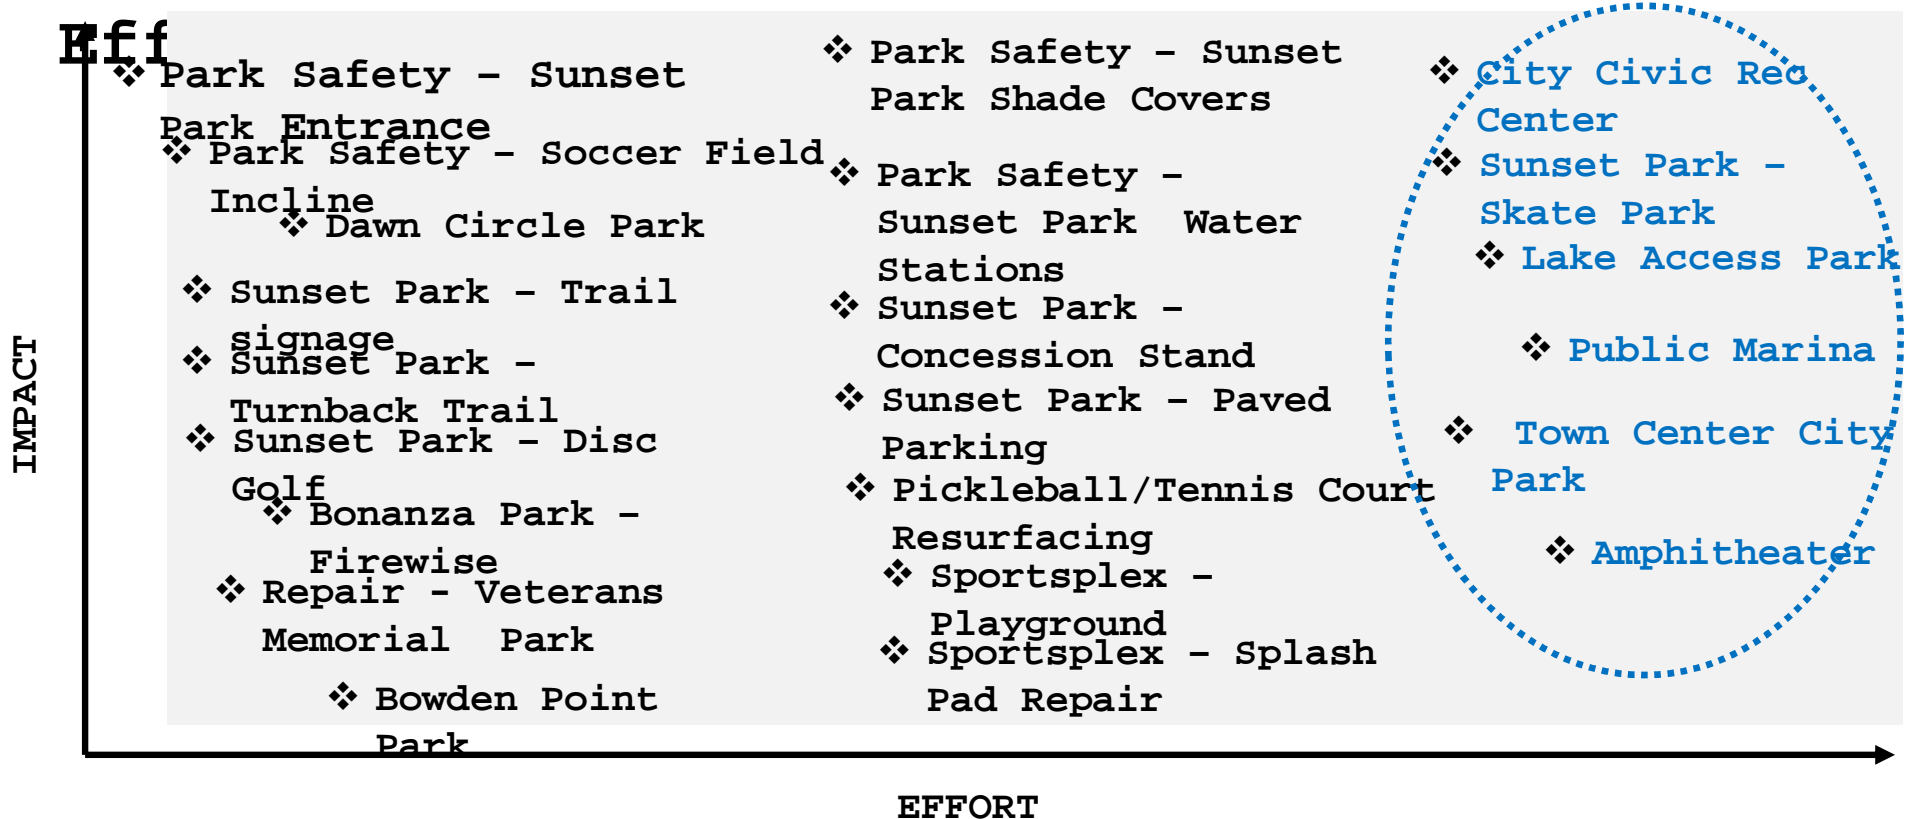 Eff
Park Safety – Sunset
Park Entrance
Park Safety – Soccer Field
Incline
Dawn Circle Park
Sunset Park – Trail
signage
Sunset Park –
Turnback Trail
Sunset Park – Disc
Golf
Bonanza Park –
Firewise
Repair - Veterans
Memorial Park
Bowden Point
Park
Park Safety – Sunset
Park Shade Covers
Park Safety –
Sunset Park Water
Stations
Sunset Park –
Concession Stand
Sunset Park – Paved
Parking
Pickleball/Tennis Court
Resurfacing
Sportsplex –
Playground
Sportsplex – Splash
Pad Repair
City Civic Rec
Center
Sunset Park –
Skate Park
Lake Access Park
Public Marina
Town Center City
Park
Amphitheater
IMPACT
EFFORT